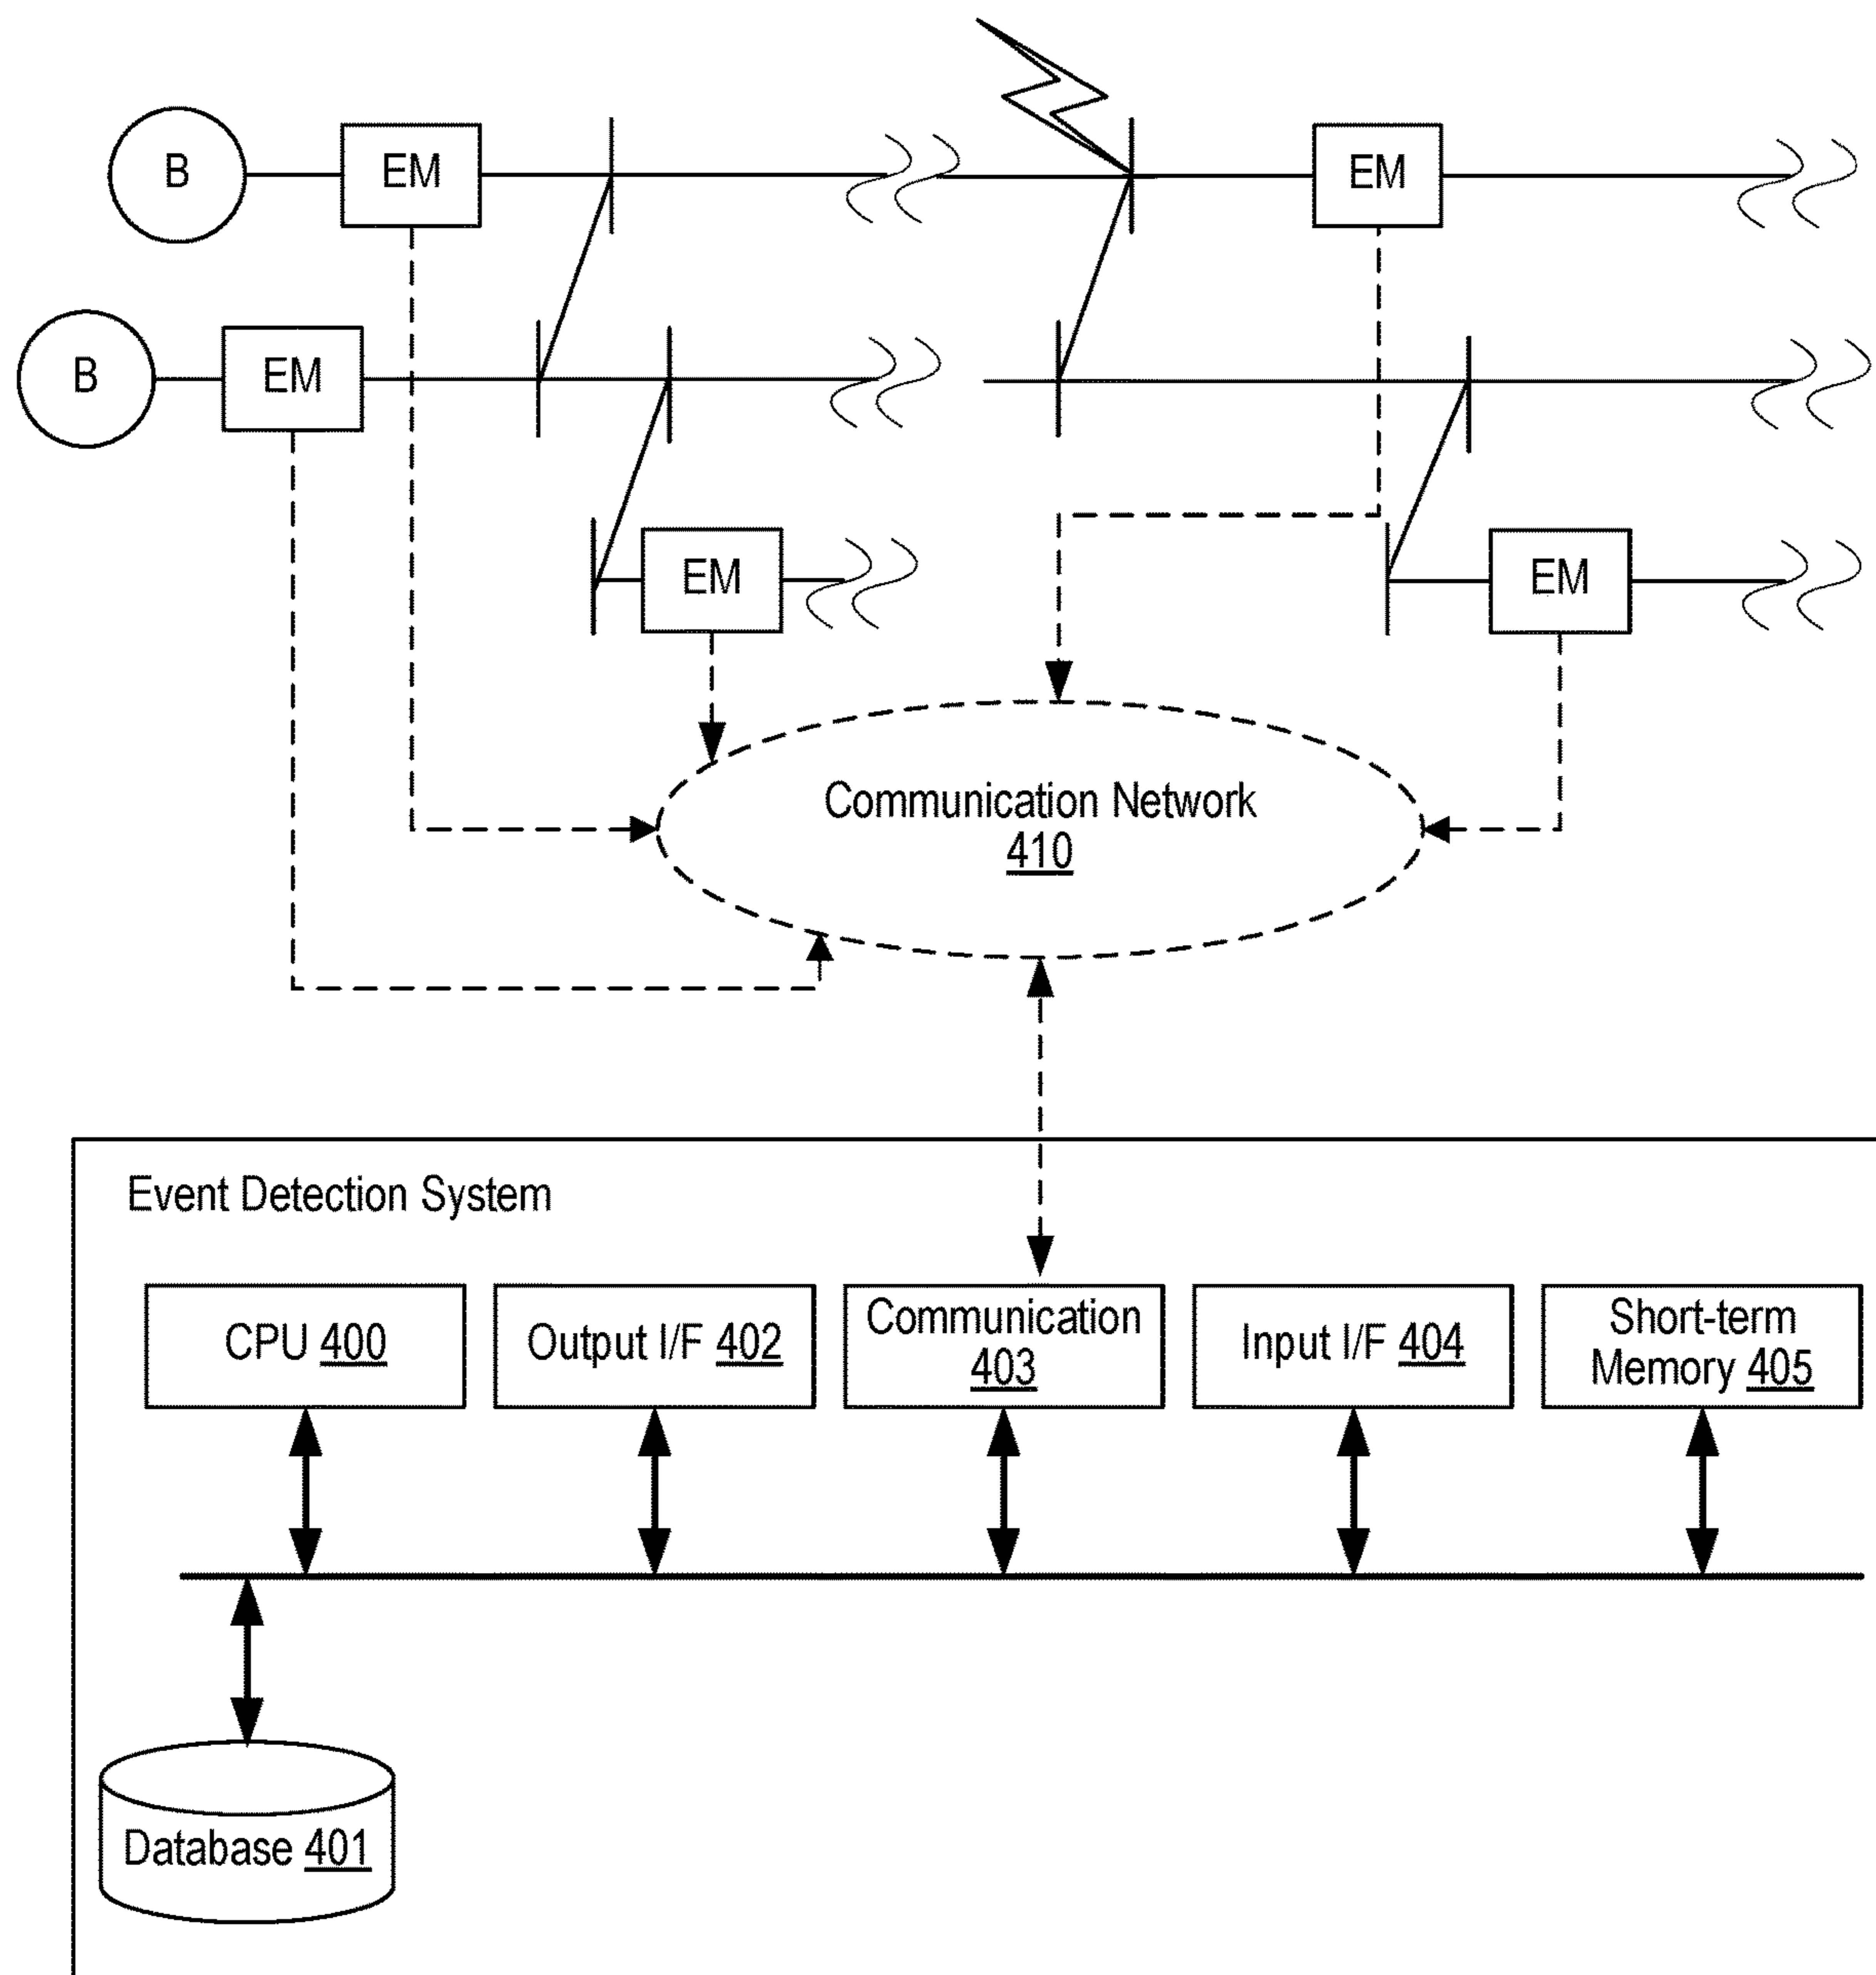 B
EM
EM
B
EM
EM
EM
Communication Network
410
Event Detection System
CPU 400
Output I/F 402
Communication
403
Input I/F 404
Short-term
Memory 405
Database 401